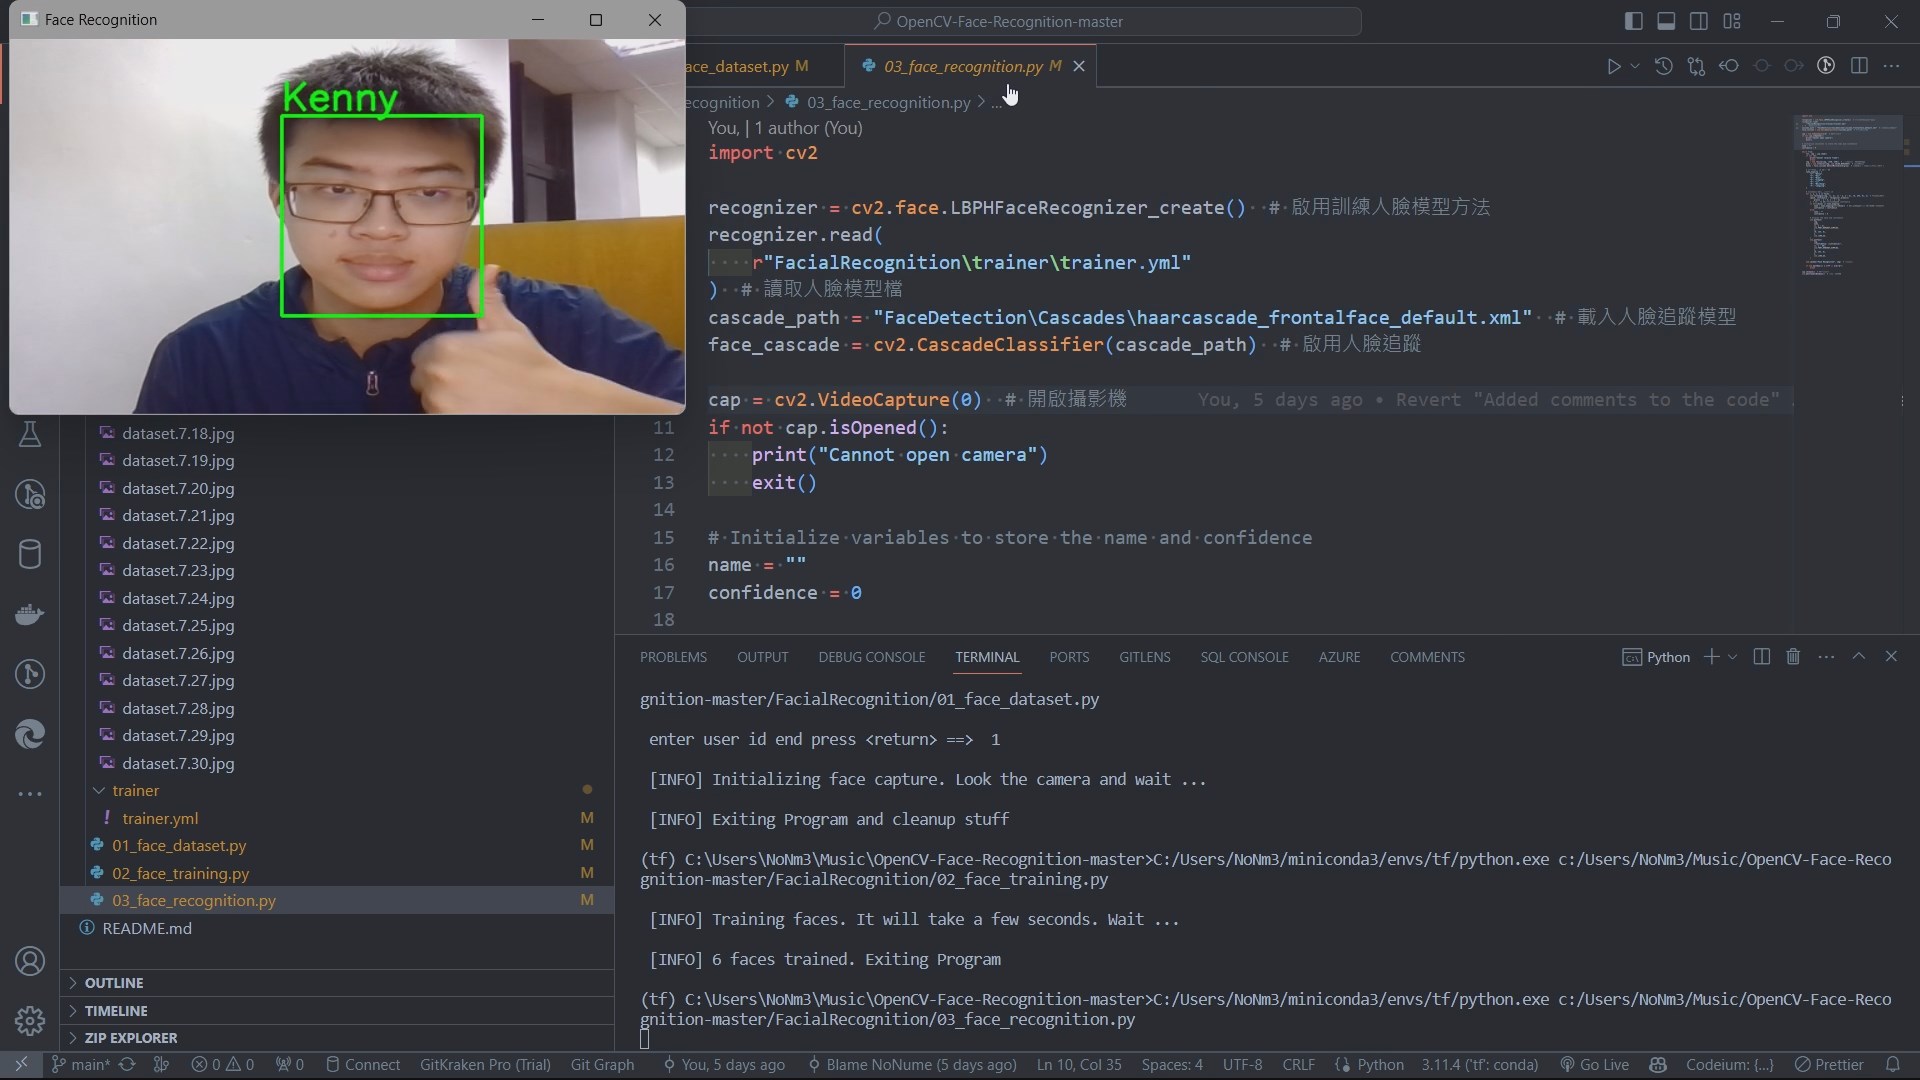 Face Recognition
Kenny
OpenCV-Face-Recognition-master
ace_dataset.py M
03_face_recognition.py M
ecognition > 03_face_recognition.py > ...
You, | 1 author (You)
import cv2
recognizer = cv2.face.LBPHFaceRecognizer_create()  # 啟用訓練人臉模型方法
recognizer.read(
    r"FacialRecognition\trainer\trainer.yml"
)  # 讀取人臉模型檔
cascade_path = "FaceDetection\Cascades\haarcascade_frontalface_default.xml"  # 載入人臉追蹤模型
face_cascade = cv2.CascadeClassifier(cascade_path)  # 啟用人臉追蹤
cap = cv2.VideoCapture(0)  # 開啟攝影機 You, 5 days ago • Revert "Added comments to the code" .
11 if not cap.isOpened():
12     print("Cannot open camera")
13     exit()
14
15 # Initialize variables to store the name and confidence
16 name = ""
17 confidence = 0
18
dataset.7.18.jpg
dataset.7.19.jpg
dataset.7.20.jpg
dataset.7.21.jpg
dataset.7.22.jpg
dataset.7.23.jpg
dataset.7.24.jpg
dataset.7.25.jpg
dataset.7.26.jpg
dataset.7.27.jpg
dataset.7.28.jpg
dataset.7.29.jpg
dataset.7.30.jpg
trainer
! trainer.yml M
01_face_dataset.py M
02_face_training.py M
03_face_recognition.py M
README.md
OUTLINE
TIMELINE
ZIP EXPLORER
PROBLEMS OUTPUT DEBUG CONSOLE TERMINAL PORTS GITLENS SQL CONSOLE AZURE COMMENTS Python
gnition-master/FacialRecognition/01_face_dataset.py
enter user id end press <return> ==>  1
[INFO] Initializing face capture. Look the camera and wait ...
[INFO] Exiting Program and cleanup stuff
(tf) C:\Users\NoNm3\Music\OpenCV-Face-Recognition-master>C:/Users/NoNm3/miniconda3/envs/tf/python.exe c:/Users/NoNm3/Music/OpenCV-Face-Reco
gnition-master/FacialRecognition/02_face_training.py
[INFO] Training faces. It will take a few seconds. Wait ...
[INFO] 6 faces trained. Exiting Program
(tf) C:\Users\NoNm3\Music\OpenCV-Face-Recognition-master>C:/Users/NoNm3/miniconda3/envs/tf/python.exe c:/Users/NoNm3/Music/OpenCV-Face-Reco
gnition-master/FacialRecognition/03_face_recognition.py
main* 0 0 0 Connect GitKraken Pro (Trial) Git Graph You, 5 days ago Blame NoNume (5 days ago) Ln 10, Col 35 Spaces: 4 UTF-8 CRLF Python 3.11.4 ('tf': conda) Go Live Codeium: {...} Prettier